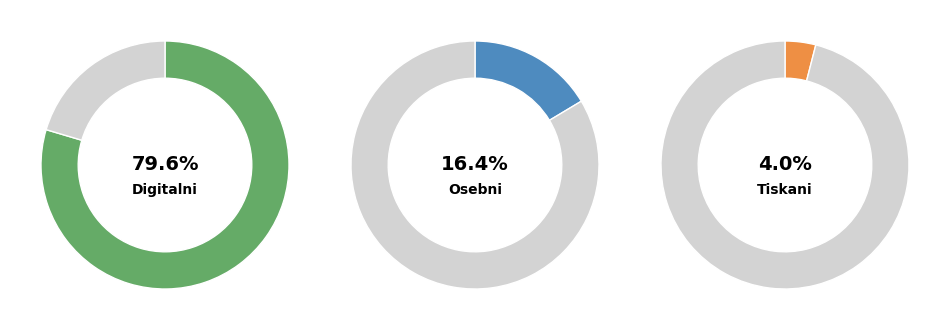 79.6%
Digitalni
16.4%
Osebni
4.0%
Tiskani